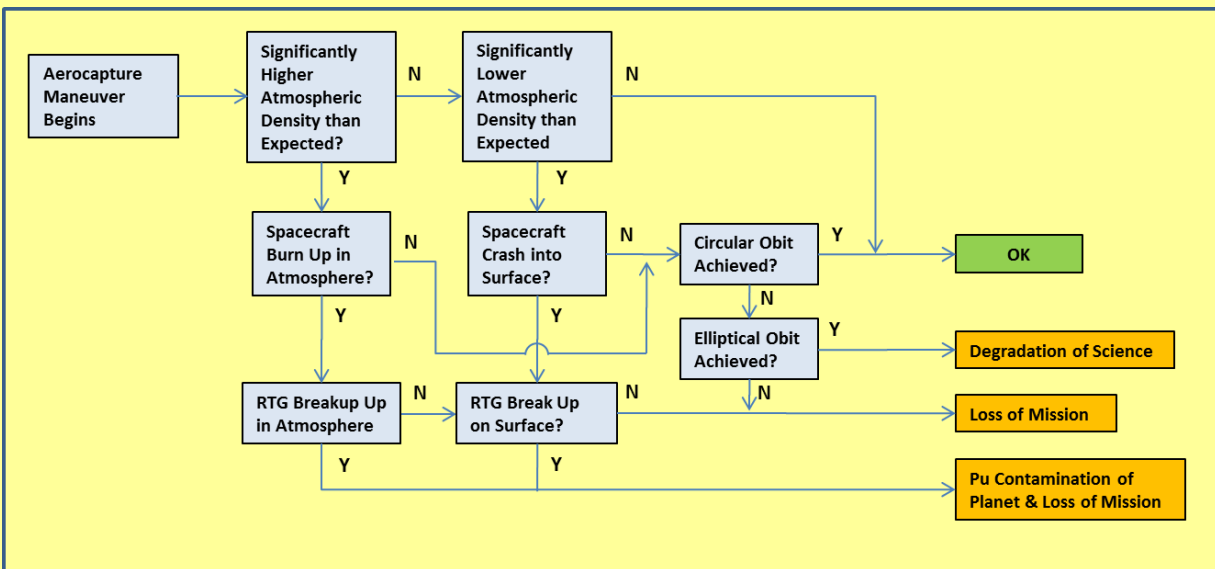 Aerocapture
Maneuver
Begins
Significantly
Higher
Atmospheric
Density than
Expected?
N
Significantly
Lower
Atmospheric
Density than
Expected
N
Y
Y
Spacecraft
Burn Up in
Atmosphere?
N
Spacecraft
Crash into
Surface?
N
Circular Obit
Achieved?
Y
OK
N
Y
Y
Elliptical Obit
Achieved?
Y
Degradation of Science
N
RTG Breakup Up
in Atmosphere
N
RTG Break Up
on Surface?
N
Loss of Mission
Y
Y
Pu Contamination of
Planet & Loss of Mission